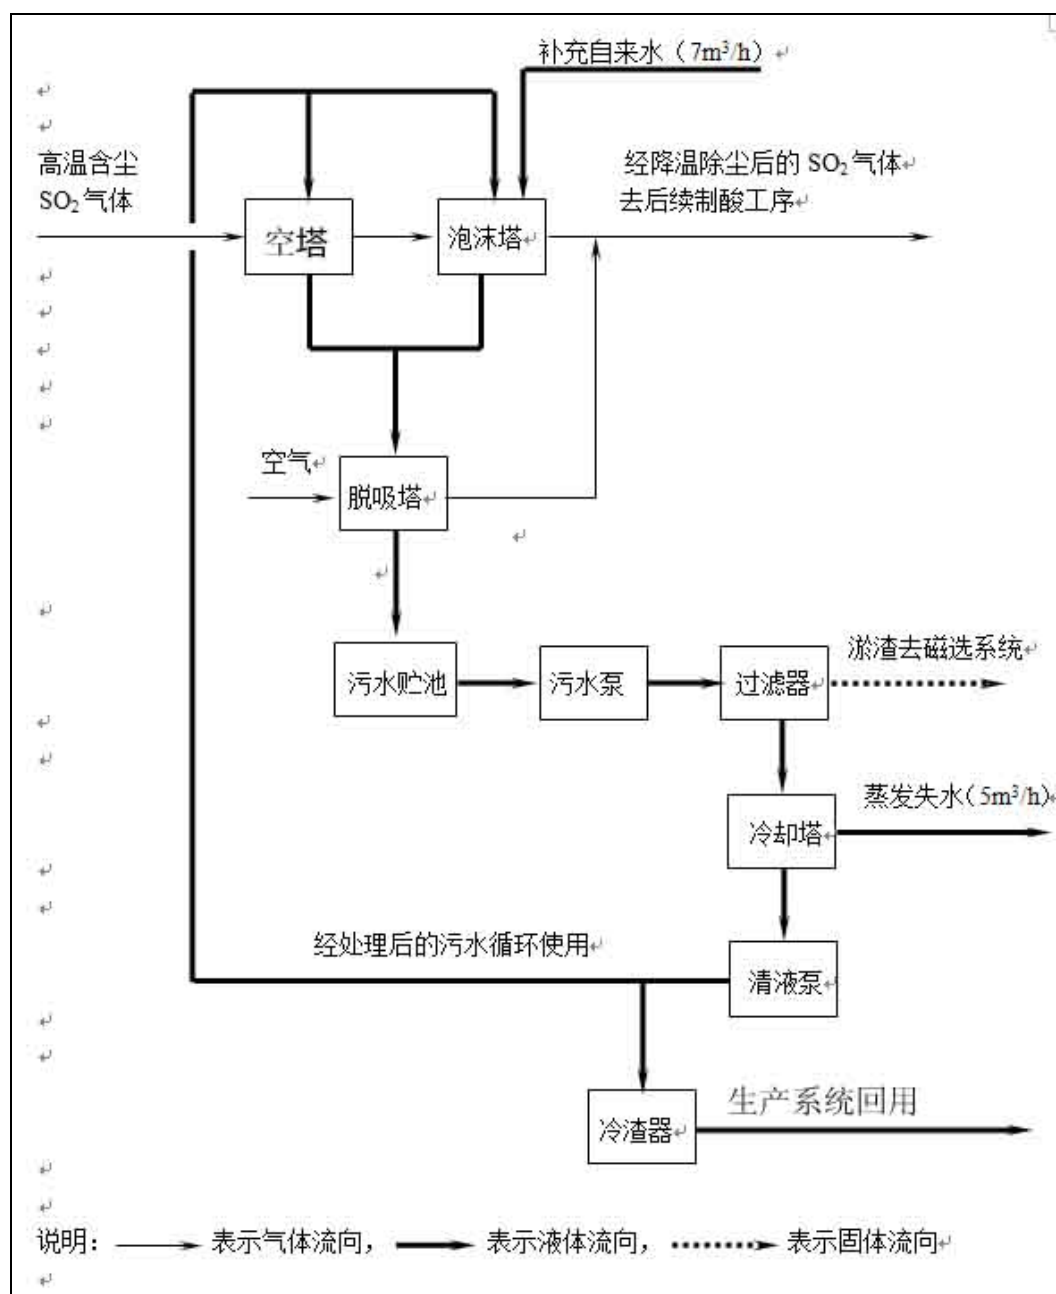 补充自来水（7m³/h）
高温含尘
SO₂气体
经降温除尘后的 SO₂气体
去后续制酸工序
空塔
泡沫塔
空气
脱吸塔
污水贮池
污水泵
过滤器
淤渣去磁选系统
冷却塔
蒸发失水（5m³/h）
经处理后的污水循环使用
清液泵
冷渣器
生产系统回用
说明： 表示气体流向， 表示液体流向， 表示固体流向